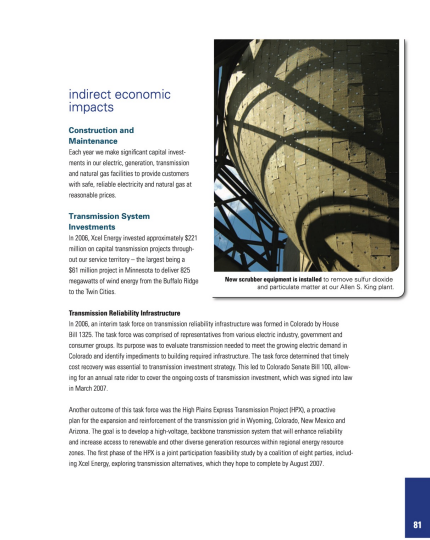 indirect economic
impacts
Construction and
Maintenance
Each year we make significant capital invest-
ments in our electric, generation, transmission
and natural gas facilities to provide customers
with safe, reliable electricity and natural gas at
reasonable prices.
Transmission System
Investments
In 2006, Xcel Energy invested approximately $221
million on capital transmission projects through-
out our service territory – the largest being a
$61 million project in Minnesota to deliver 825
megawatts of wind energy from the Buffalo Ridge
to the Twin Cities.
New scrubber equipment is installed to remove sulfur dioxide
and particulate matter at our Allen S. King plant.
Transmission Reliability Infrastructure
In 2006, an interim task force on transmission reliability infrastructure was formed in Colorado by House
Bill 1325. The task force was comprised of representatives from various electric industry, government and
consumer groups. Its purpose was to evaluate transmission needed to meet the growing electric demand in
Colorado and identify impediments to building required infrastructure. The task force determined that timely
cost recovery was essential to transmission investment strategy. This led to Colorado Senate Bill 100, allow-
ing for an annual rate rider to cover the ongoing costs of transmission investment, which was signed into law
in March 2007.
Another outcome of this task force was the High Plains Express Transmission Project (HPX), a proactive
plan for the expansion and reinforcement of the transmission grid in Wyoming, Colorado, New Mexico and
Arizona. The goal is to develop a high-voltage, backbone transmission system that will enhance reliability
and increase access to renewable and other diverse generation resources within regional energy resource
zones. The first phase of the HPX is a joint participation feasibility study by a coalition of eight parties, includ-
ing Xcel Energy, exploring transmission alternatives, which they hope to complete by August 2007.
81